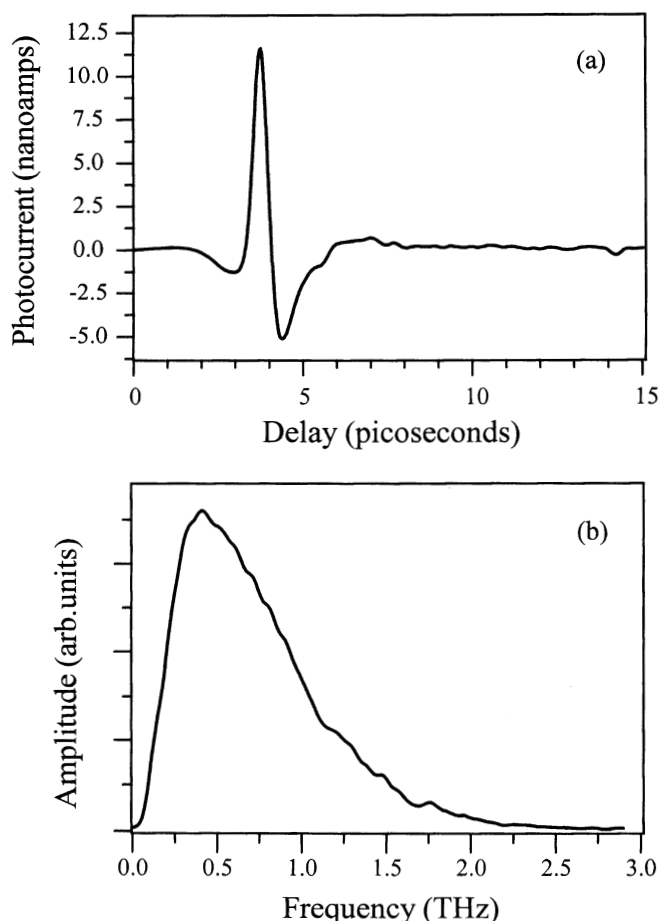 (a)
Photocurrent (nanoamps)
12.5
10.0
7.5
5.0
2.5
0.0
-2.5
-5.0
0 5 10 15
Delay (picoseconds)
(b)
Amplitude (arb.units)
0.0 0.5 1.0 1.5 2.0 2.5 3.0
Frequency (THz)